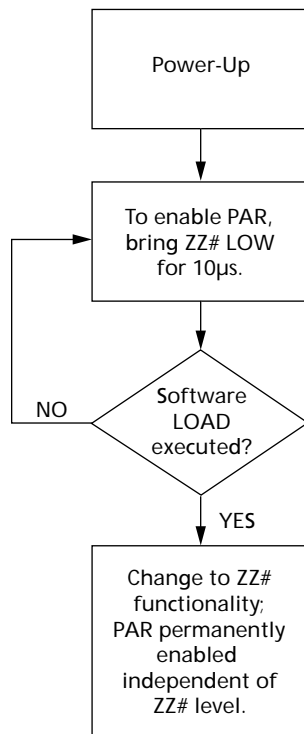 Power-Up
To enable PAR,
bring ZZ# LOW
for 10µs.
Software
LOAD
executed?
NO
YES
Change to ZZ#
functionality;
PAR permanently
enabled
independent of
ZZ# level.